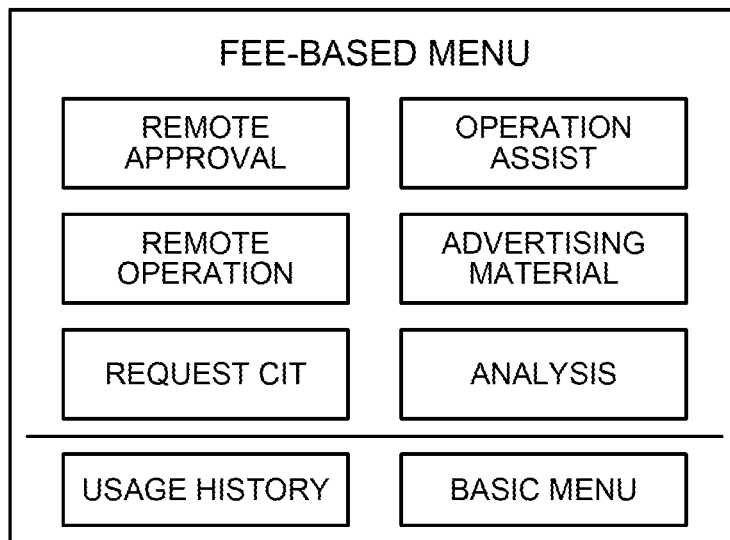 FEE-BASED MENU
REMOTE
APPROVAL
OPERATION
ASSIST
REMOTE
OPERATION
ADVERTISING
MATERIAL
REQUEST CIT
ANALYSIS
USAGE HISTORY
BASIC MENU